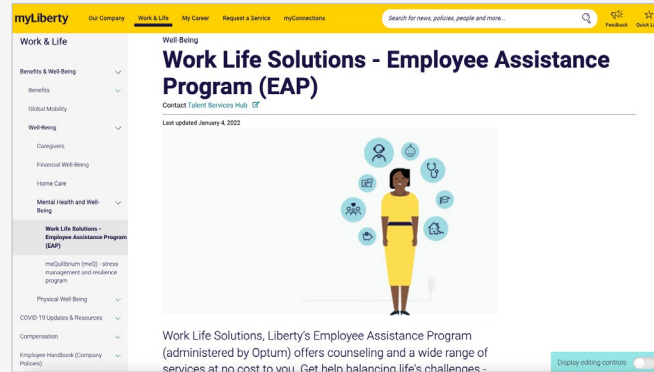 myLiberty
Our Company
Work & Life
My Career
Request a Service
myConnections
Search for news, policies, people and more...
Feedback
Quick Li
Work & Life
Benefits & Well-Being
Benefits
Global Mobility
Well-Being
Caregivers
Financial Well-Being
Home Care
Mental Health and Well-
Being
Work Life Solutions -
Employee Assistance Program
(EAP)
meQuilibrium (meQ) - stress
management and resilience
program
Physical Well-Being
COVID-19 Updates & Resources
Compensation
Employee Handbook (Company
Policies)
Well-Being
Work Life Solutions - Employee Assistance
Program (EAP)
Contact Talent Services Hub
Last updated January 4, 2022
Work Life Solutions, Liberty's Employee Assistance Program
(administered by Optum) offers counseling and a wide range of
services at no cost to you. Get help balancing life's challenges -
Display editing controls